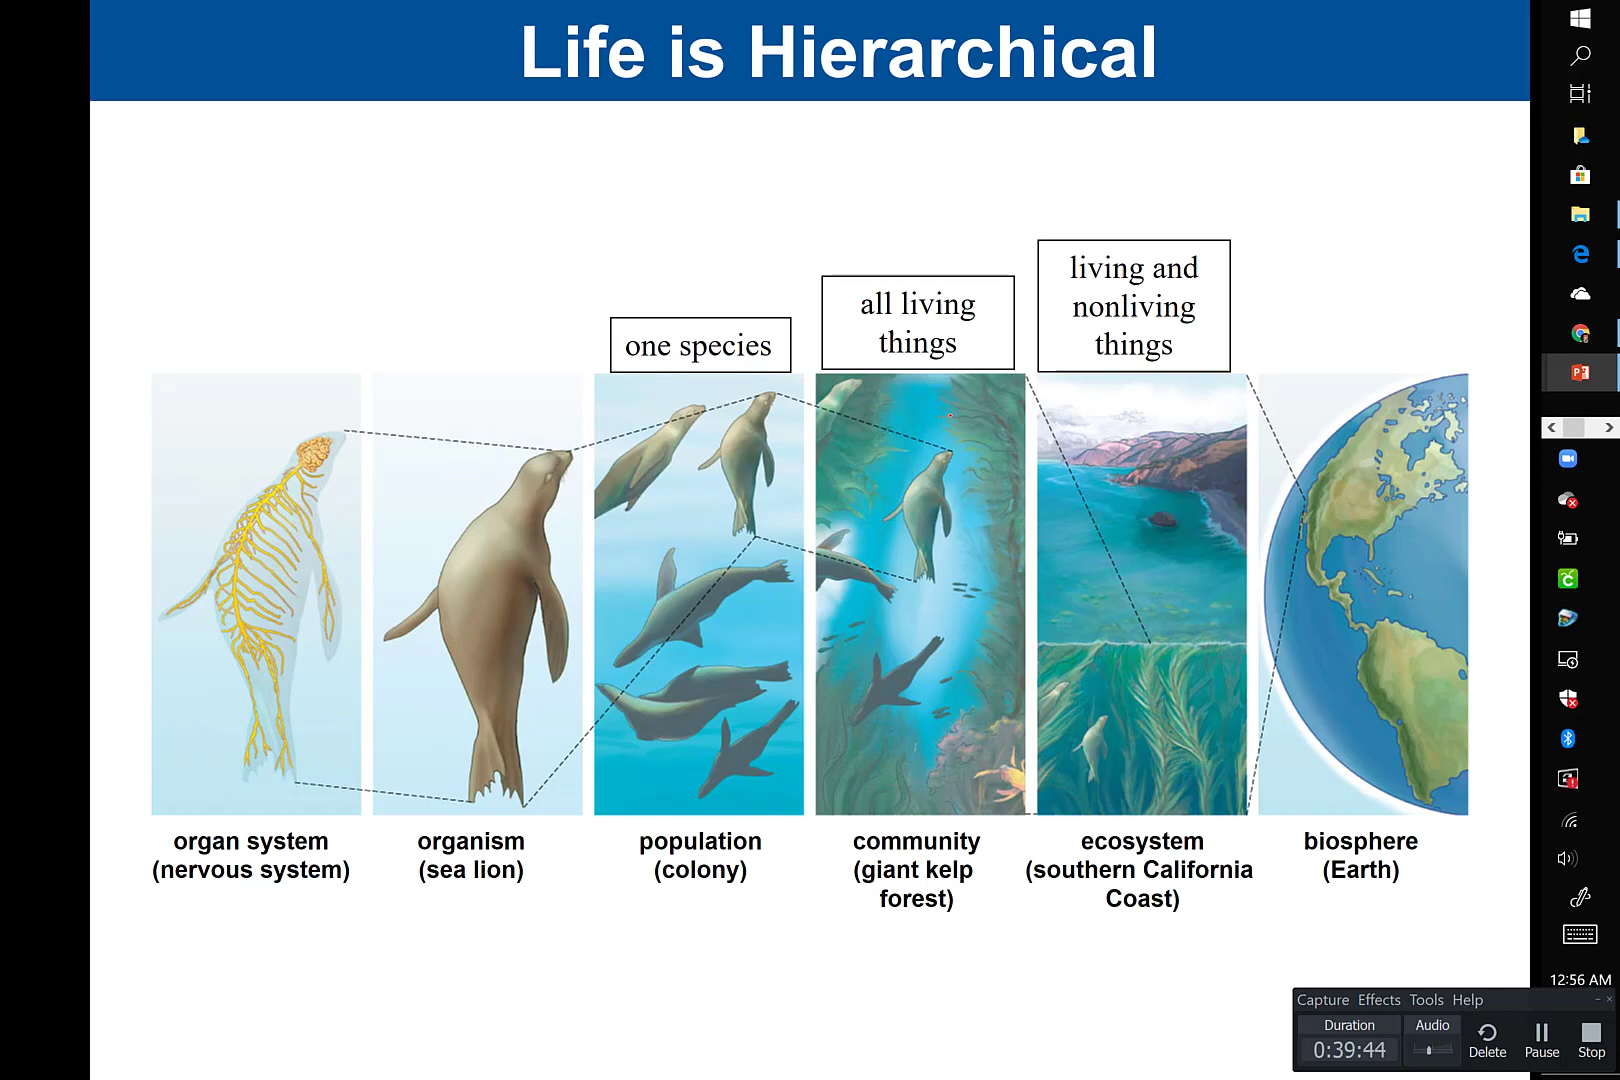 Life is Hierarchical
one species
all living
things
living and
nonliving
things
organ system
(nervous system)
organism
(sea lion)
population
(colony)
community
(giant kelp
forest)
ecosystem
(southern California
Coast)
biosphere
(Earth)
12:56 AM
Capture Effects Tools Help
Duration
0:39:44
Audio
Delete
Pause
Stop